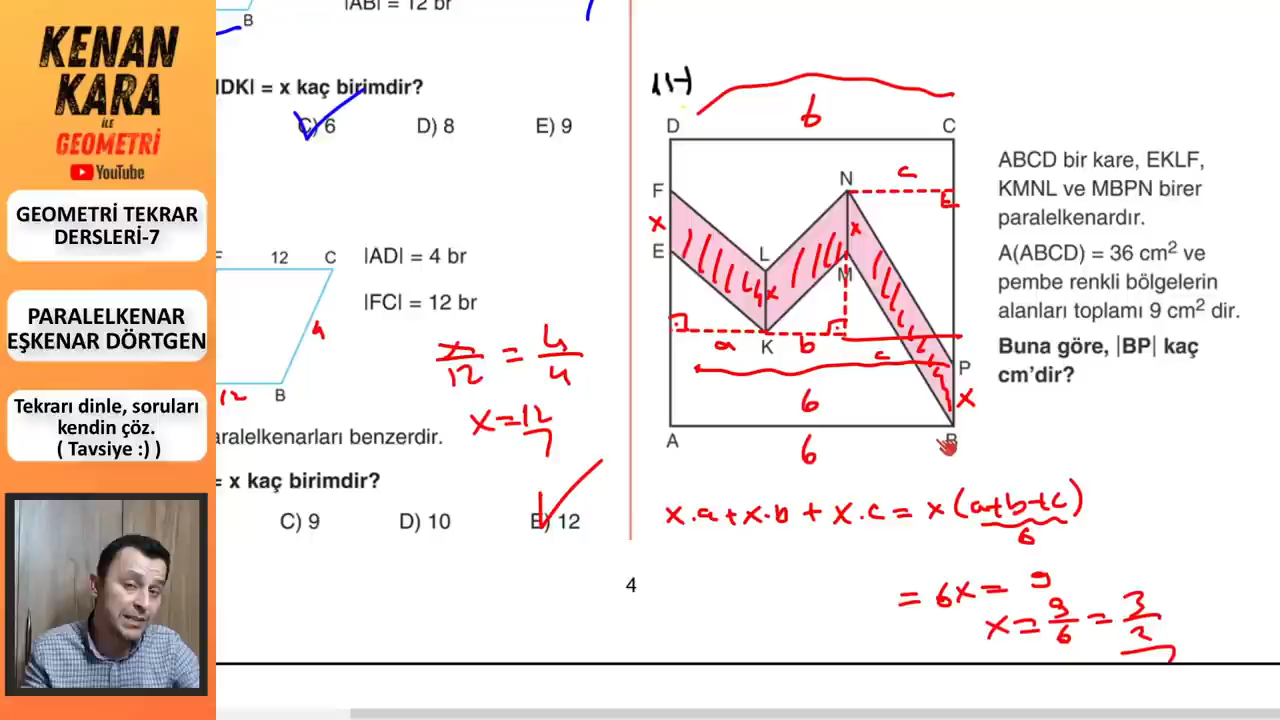 KENAN
KARA
İLE
GEOMETRİ
YouTube
GEOMETRİ TEKRAR
DERSLERİ-7
PARALELKENAR
EŞKENAR DÖRTGEN
Tekrarı dinle, soruları
kendin çöz.
( Tavsiye :) )
B
|AB| = 12 br
|DK| = x kaç birimdir?
C) 6 D) 8 E) 9
12 C
|AD| = 4 br
|FC| = 12 br
4
12 B
x/12 = 4/4
x = 12
aralelkenarları benzerdir.
= x kaç birimdir?
C) 9 D) 10 E) 12
4
11-)
6
D C
N c
F
x E x
E L
x M
a K b c
P
6 x
A 6 B
ABCD bir kare, EKLF,
KMNL ve MBPN birer
paralelkenardır.
A(ABCD) = 36 cm² ve
pembe renkli bölgelerin
alanları toplamı 9 cm² dir.
Buna göre, |BP| kaç
cm'dir?
x.a+x.b + x.c = x(a+b+c)
6
= 6x = 9
x = 9/6 = 3/2